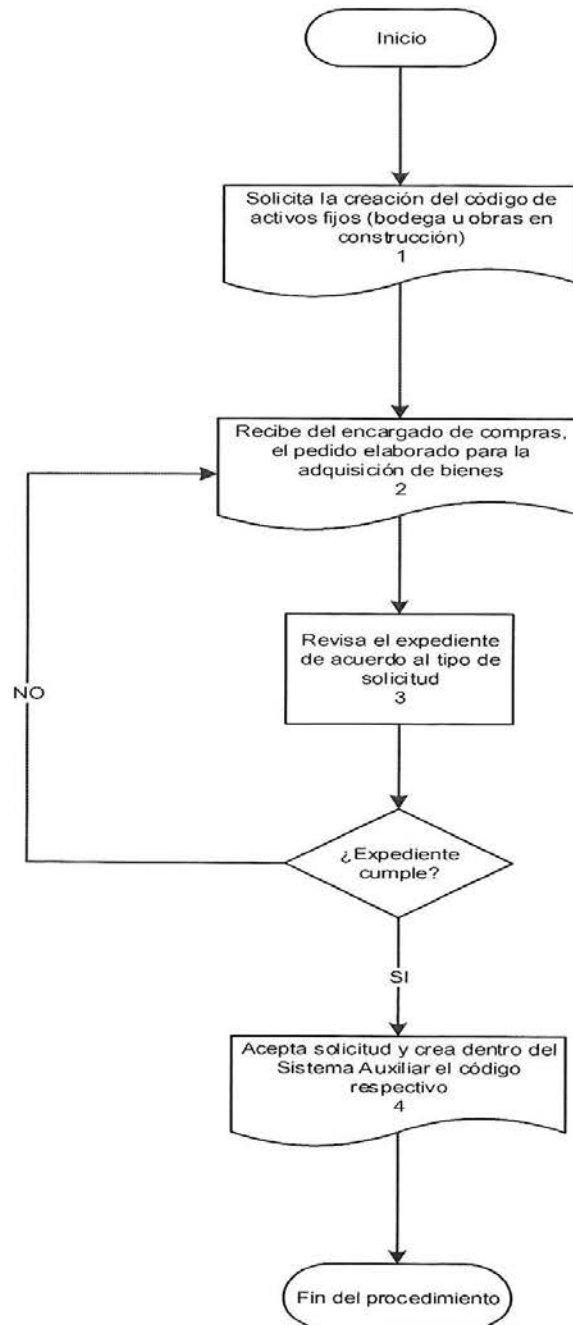 Inicio
Solicita la creación del código de
activos fijos (bodega u obras en
construcción)
1
Recibe del encargado de compras,
el pedido elaborado para la
adquisición de bienes
2
Revisa el expediente
de acuerdo al tipo de
solicitud
3
NO
¿Expediente
cumple?
SI
Acepta solicitud y crea dentro del
Sistema Auxiliar el código
respectivo
4
Fin del procedimiento